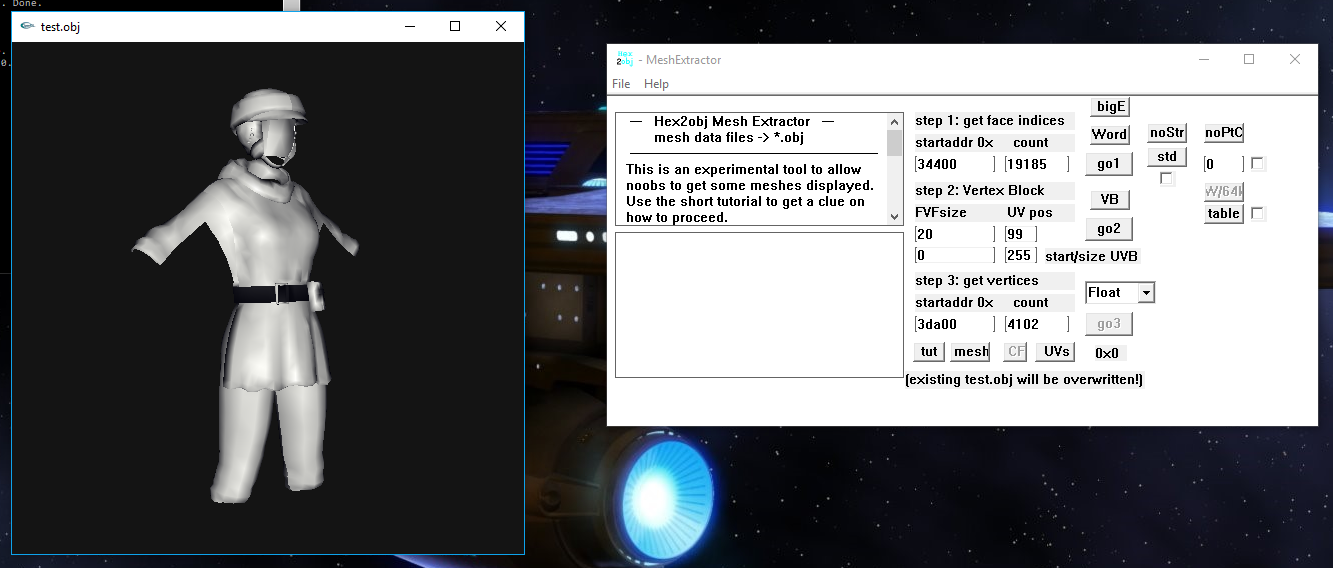 . Done.
test.obj
0.
Hex
2obj
- MeshExtractor
File Help
— Hex2obj Mesh Extractor —
mesh data files -> *.obj
This is an experimental tool to allow
noobs to get some meshes displayed.
Use the short tutorial to get a clue on
how to proceed.
bigE
step 1: get face indices
Word
noStr
noPtC
startaddr 0x count
std
34400
19185
go1
0
step 2: Vertex Block
VB
FVFsize UV pos
table
20
99
go2
0
255
start/size UVB
step 3: get vertices
Float
startaddr 0x count
3da00
4102
go3
tut
mesh
CF
UVs
0x0
(existing test.obj will be overwritten!)